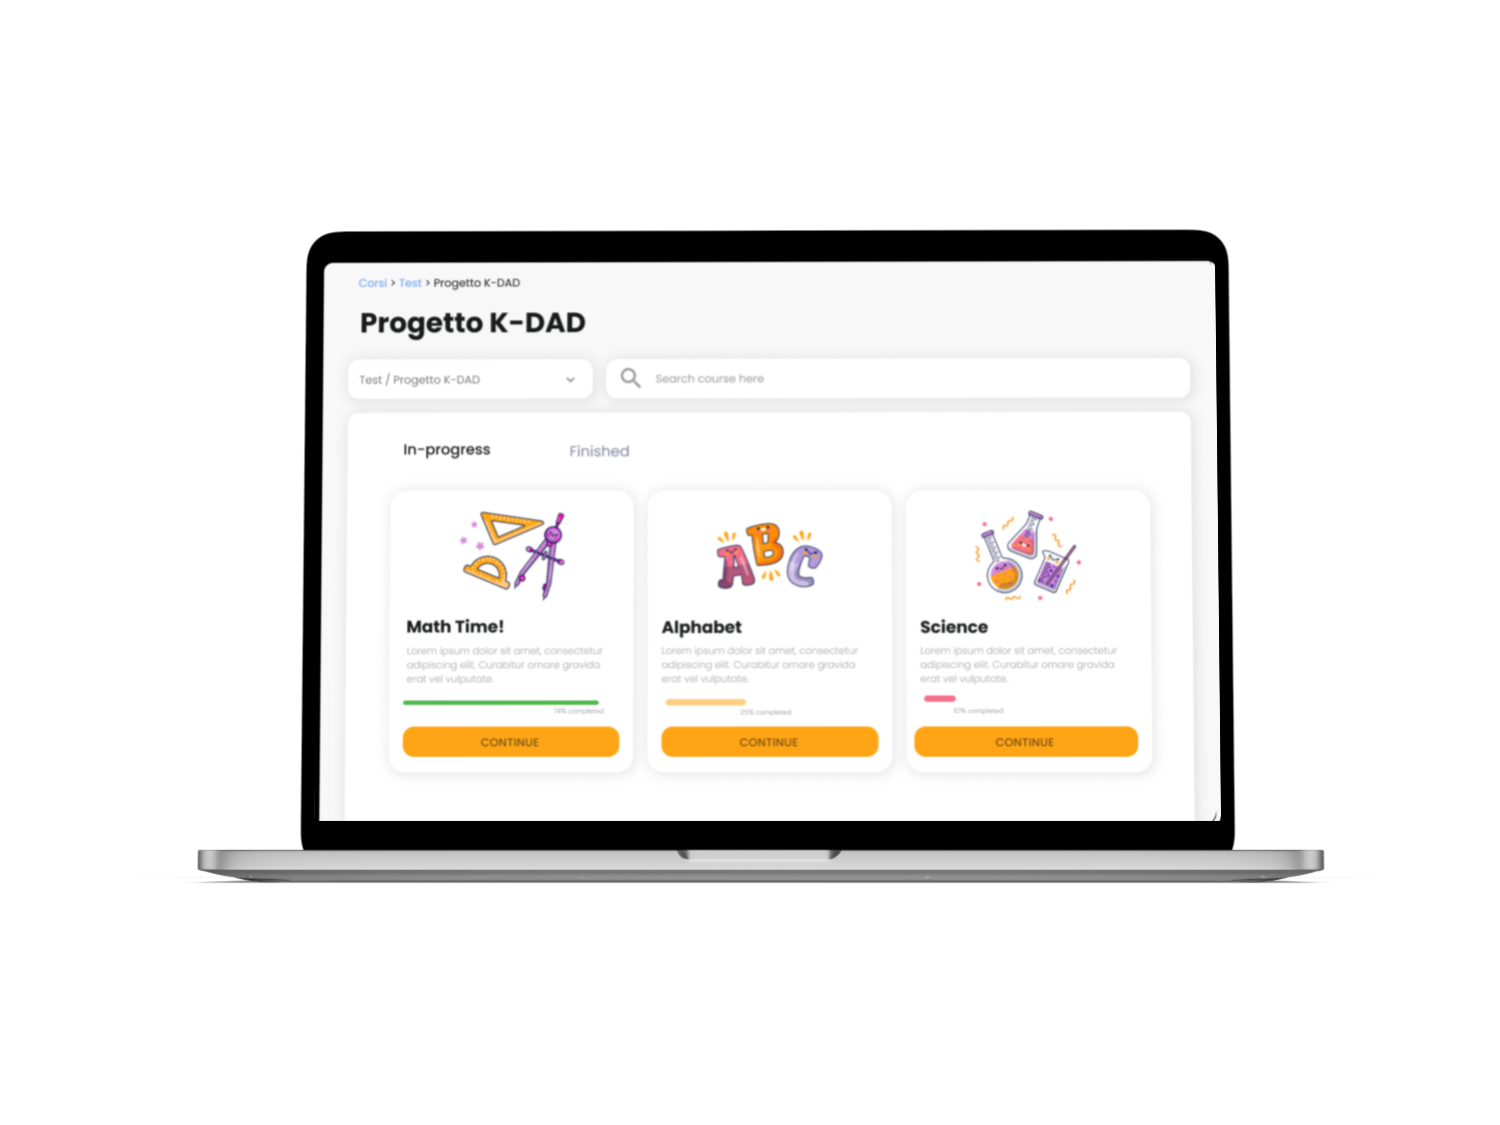 Corsi > Test > Progetto K-DAD
Progetto K-DAD
Test / Progetto K-DAD
Search course here
In-progress
Finished
ABC
Math Time!
Lorem ipsum dolor sit amet, consectetur
adipiscing elit. Curabitur ornare gravida
erat vel vulputate.
74% completed
CONTINUE
Alphabet
Lorem ipsum dolor sit amet, consectetur
adipiscing elit. Curabitur ornare gravida
erat vel vulputate.
25% completed
CONTINUE
Science
Lorem ipsum dolor sit amet, consectetur
adipiscing elit. Curabitur ornare gravida
erat vel vulputate.
10% completed
CONTINUE